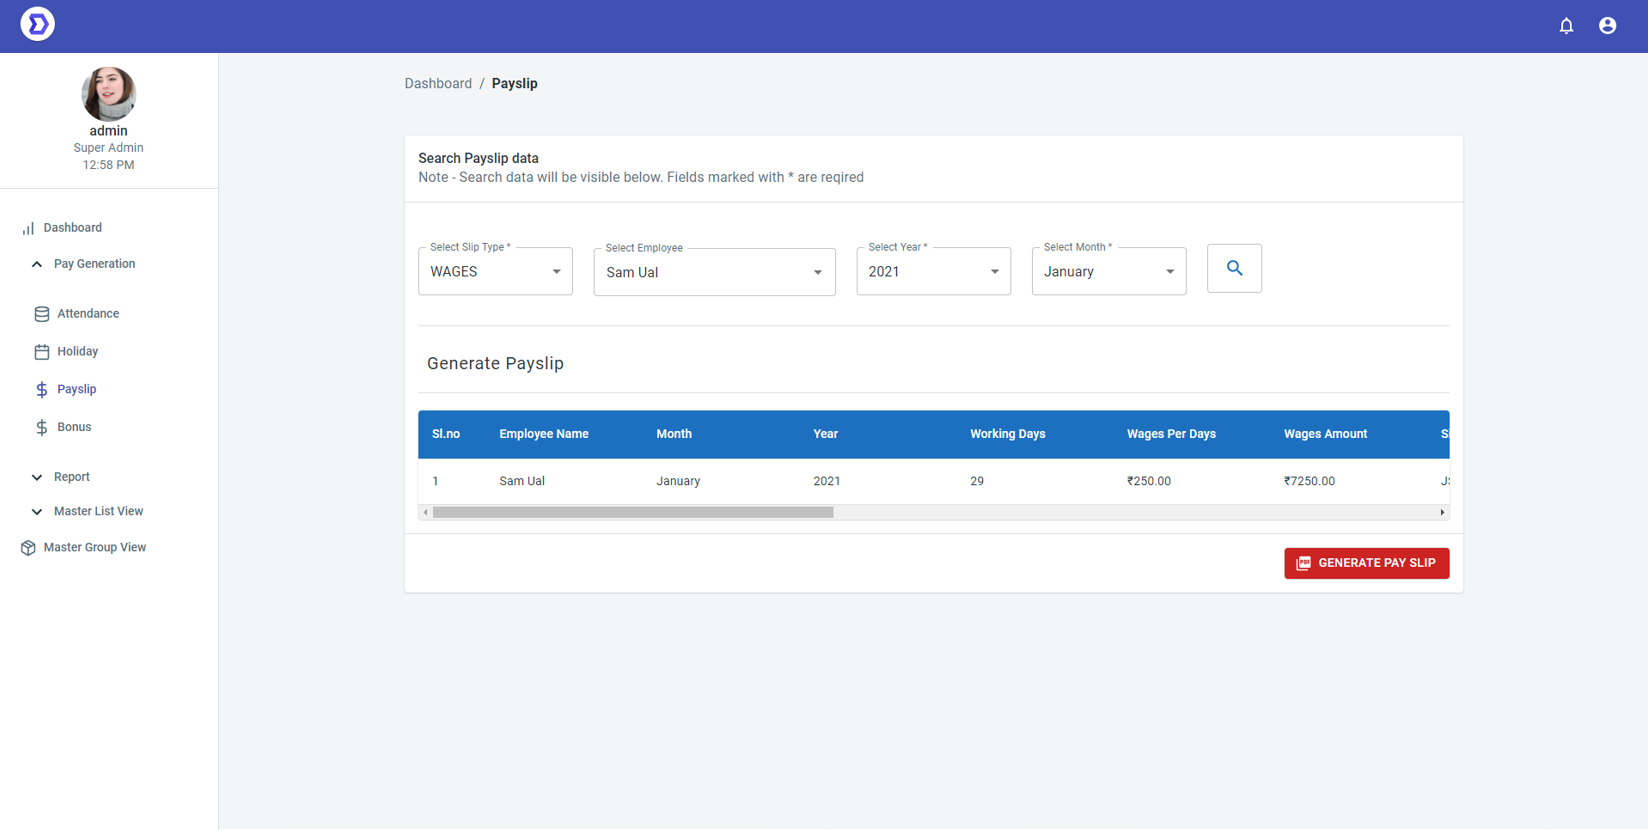 admin
Super Admin
12:58 PM
Dashboard
Pay Generation
Attendance
Holiday
Payslip
Bonus
Report
Master List View
Master Group View
Dashboard / Payslip
Search Payslip data
Note - Search data will be visible below. Fields marked with * are reqired
Select Slip Type * Select Employee Select Year * Select Month *
WAGES Sam Ual 2021 January
Generate Payslip
Sl.no Employee Name Month Year Working Days Wages Per Days Wages Amount
1 Sam Ual January 2021 29 ₹250.00 ₹7250.00
PDF GENERATE PAY SLIP